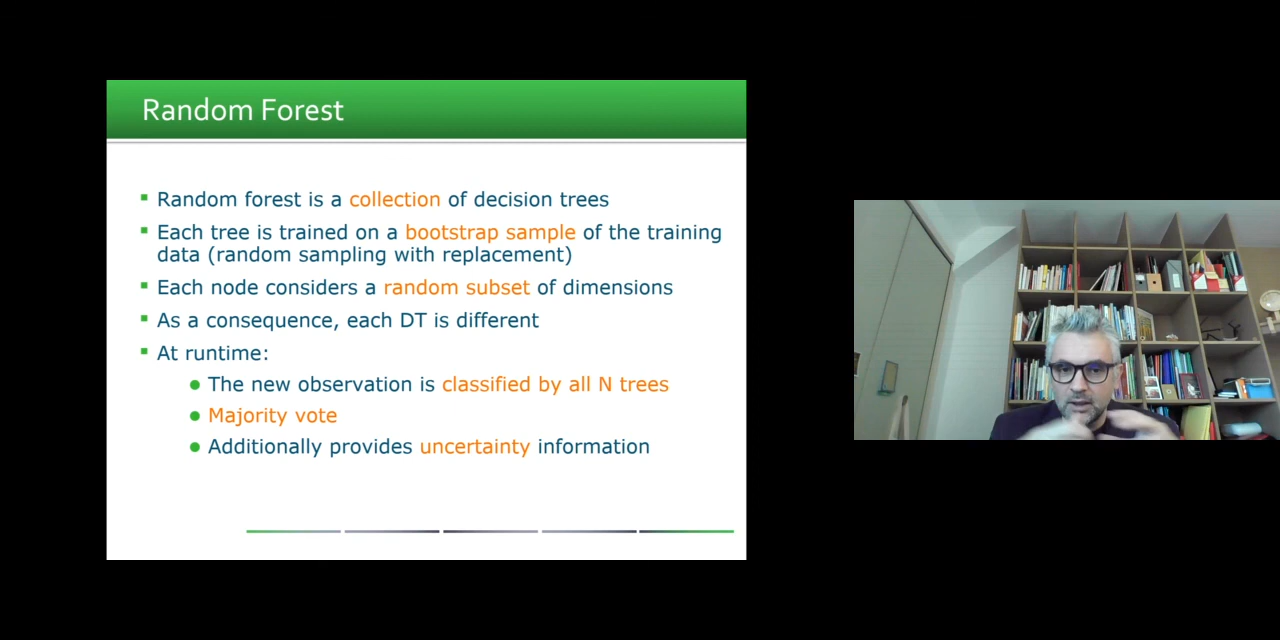 Random Forest
Random forest is a collection of decision trees
Each tree is trained on a bootstrap sample of the training
data (random sampling with replacement)
Each node considers a random subset of dimensions
As a consequence, each DT is different
At runtime:
The new observation is classified by all N trees
Majority vote
Additionally provides uncertainty information